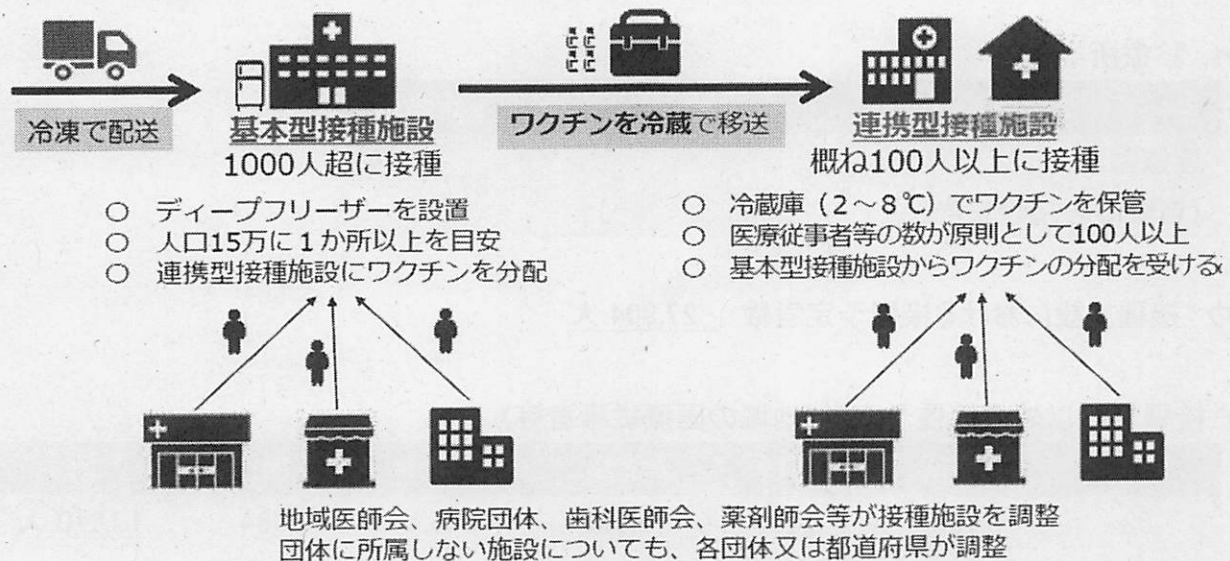 冷凍で配送
基本型接種施設
1000人超に接種
○ ディープフリーザーを設置
○ 人口15万に1か所以上を目安
○ 連携型接種施設にワクチンを分配
ワクチンを冷蔵で移送
連携型接種施設
概ね100人以上に接種
○ 冷蔵庫（2～8℃）でワクチンを保管
○ 医療従事者等の数が原則として100人以上
○ 基本型接種施設からワクチンの分配を受ける
地域医師会、病院団体、歯科医師会、薬剤師会等が接種施設を調整
団体に所属しない施設についても、各団体又は都道府県が調整